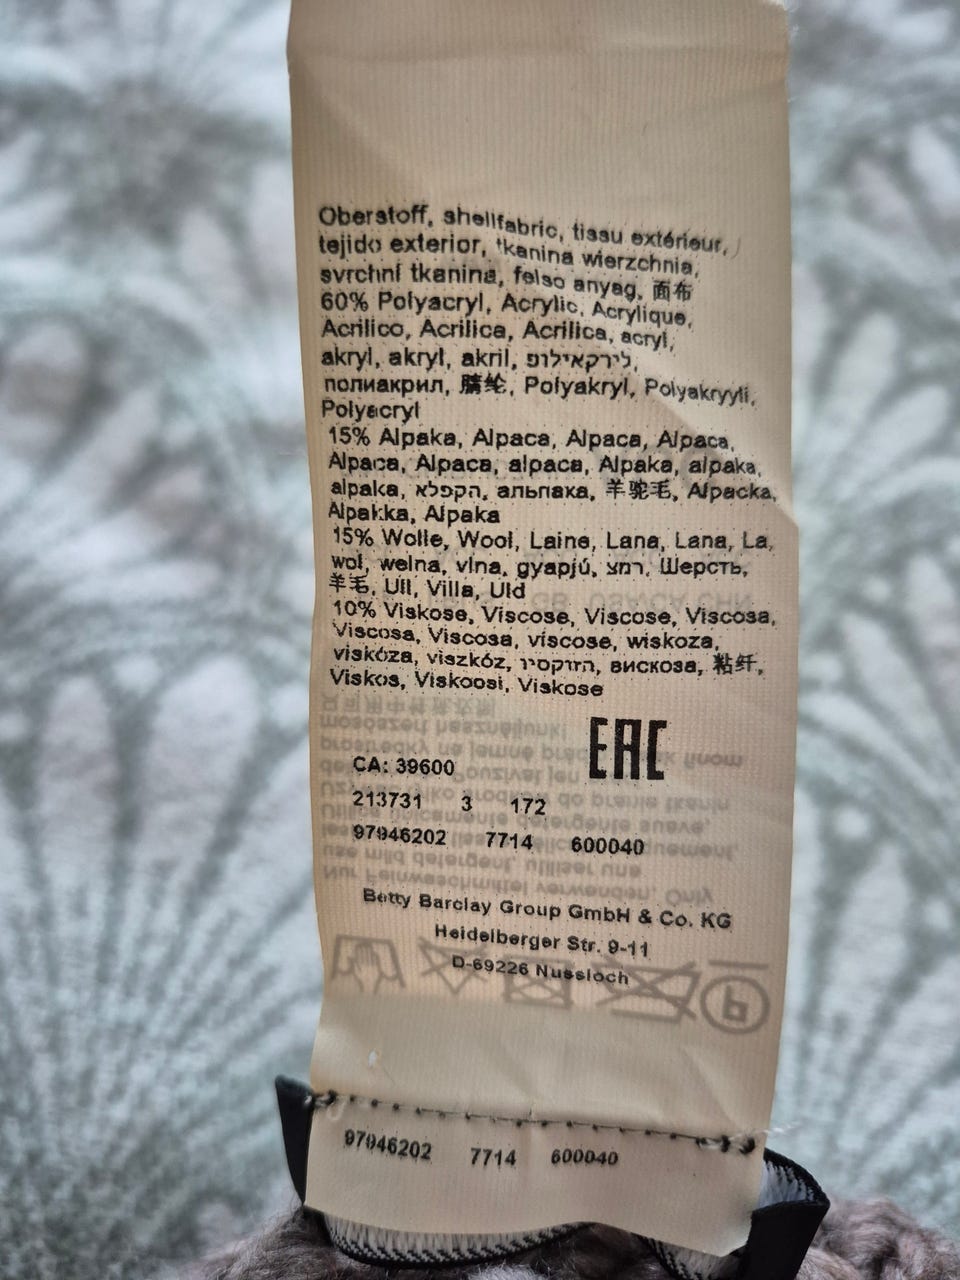 Oberstoff, shellfabric, tissu extérieur,
tejido exterior, tkanina wierzchnia,
svrchní tkanina, felso anyag, 面布
60% Polyacryl, Acrylic, Acrylique,
Acrilico, Acrílica, Acrílica, acryl,
akryl, akryl, akril, לירקאילופ,
полиакрил,腈纶, Polyakryl, Polyakryyli,
Polyacryl
15% Alpaka, Alpaca, Alpaca, Alpaca,
Alpaca, Alpaca, alpaca, Alpaka, alpaka,
alpaka, הקפלא, альпака, 羊驼毛, Alpacka,
Alpakka, Alpaka
15% Wolle, Wool, Laine, Lana, Lana, La,
wol, wełna, vlna, gyapjú, רמצ, Шерсть,
羊毛, Ull, Villa, Uld
10% Viskose, Viscose, Viscose, Viscosa,
Viscosa, Viscosa, viscose, wiskoza,
viskóza, viszkóz, вискоза, 粘纤,
Viskos, Viskoosi, Viskose
EAC
CA: 39600
213731 3 172
97946202 7714 600040
Betty Barclay Group GmbH & Co. KG
Heidelberger Str. 9-11
D-69226 Nussloch
97946202 7714 600040